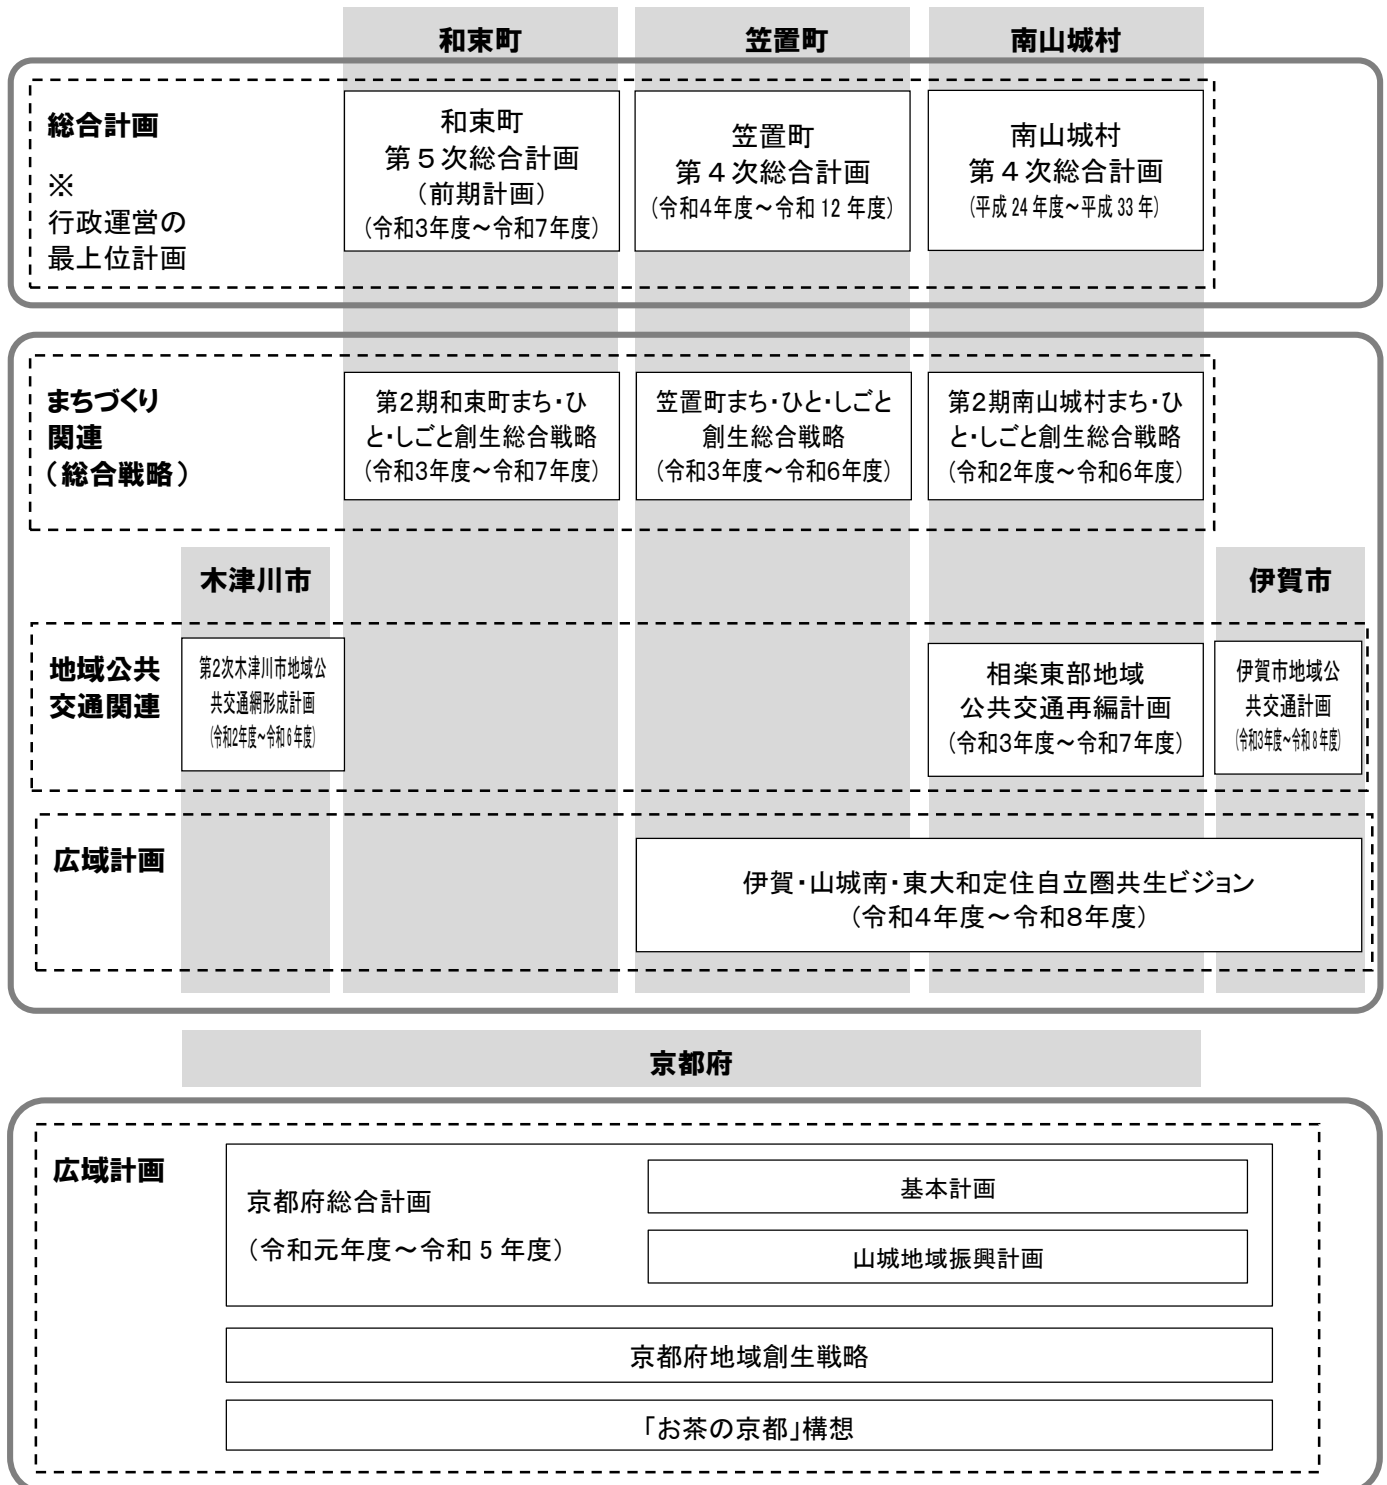 和束町
笠置町
南山城村
総合計画
※
行政運営の
最上位計画
和束町
第５次総合計画
（前期計画）
（令和3年度～令和7年度）
笠置町
第４次総合計画
（令和4年度～令和 12 年度）
南山城村
第４次総合計画
（平成 24 年度～平成 33 年）
まちづくり
関連
（総合戦略）
第2期和束町まち・ひ
と・しごと創生総合戦略
（令和3年度～令和7年度）
笠置町まち・ひと・しごと
創生総合戦略
（令和3年度～令和6年度）
第2期南山城村まち・ひ
と・しごと創生総合戦略
（令和2年度～令和6年度）
木津川市
伊賀市
地域公共
交通関連
第2次木津川市地域公
共交通網形成計画
（令和2年度～令和 6 年度）
相楽東部地域
公共交通再編計画
（令和3年度～令和7年度）
伊賀市地域公
共交通計画
（令和3年度～令和 8 年度）
広域計画
伊賀・山城南・東大和定住自立圏共生ビジョン
（令和4年度～令和8年度）
京都府
広域計画
京都府総合計画
（令和元年度～令和 5 年度）
基本計画
山城地域振興計画
京都府地域創生戦略
「お茶の京都」構想